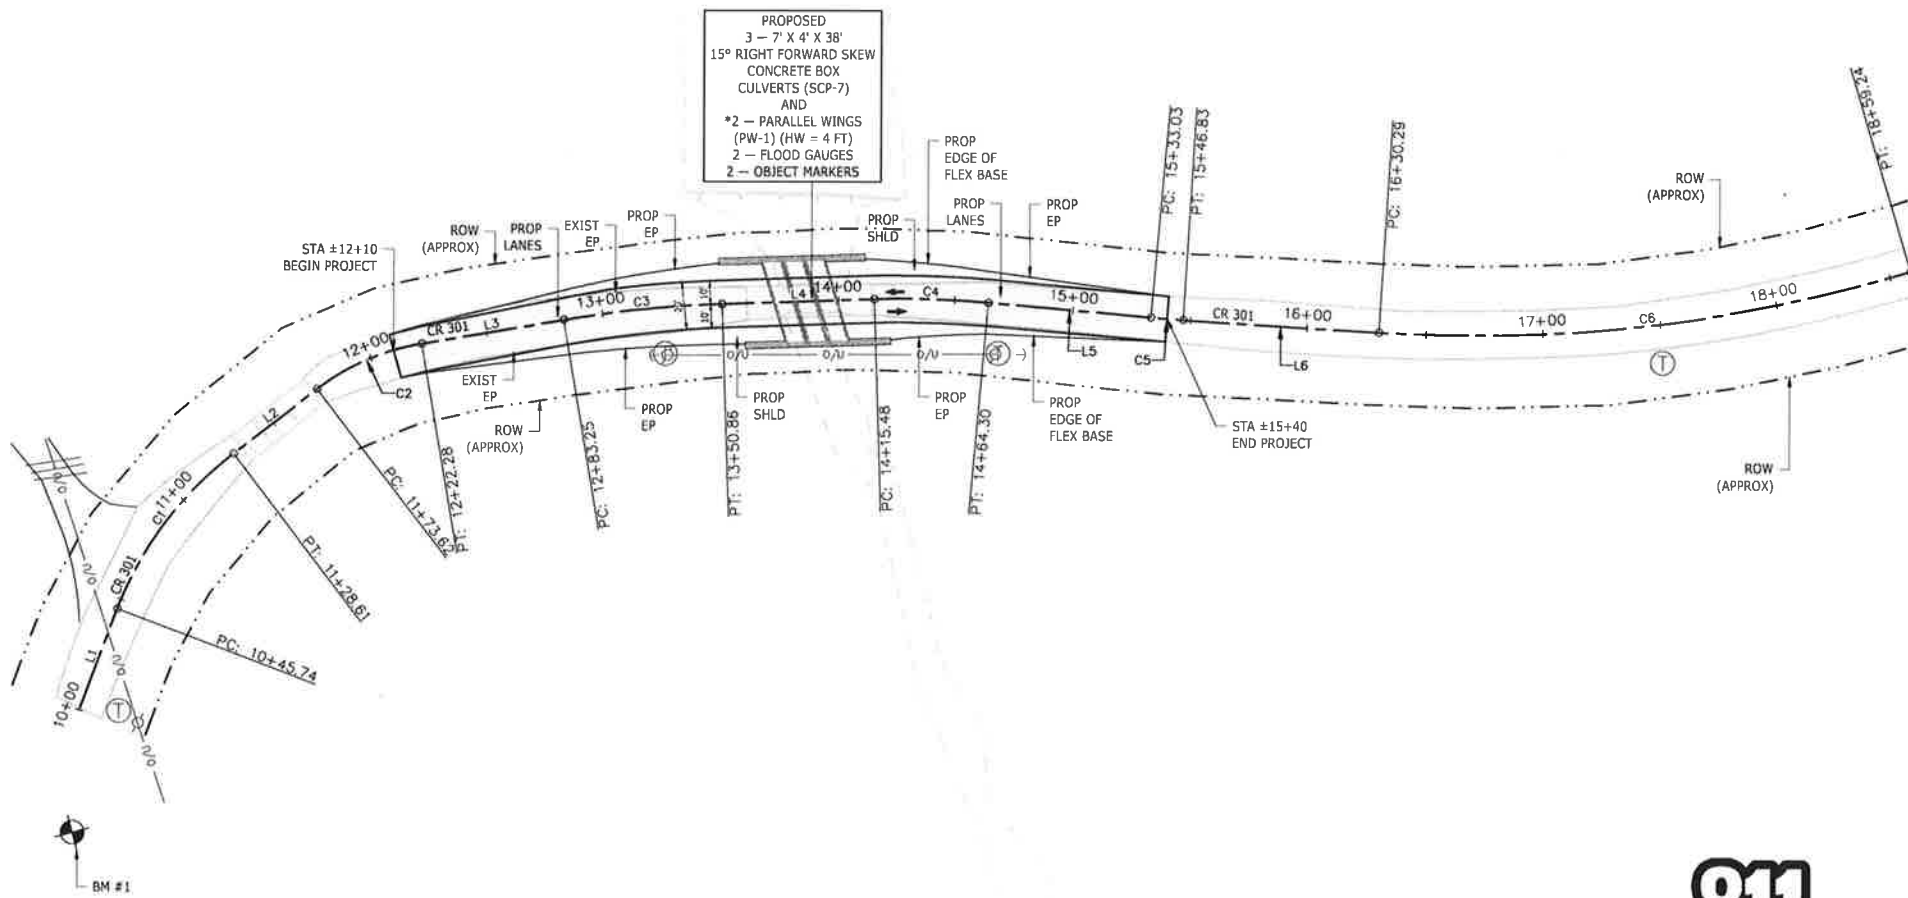 PROPOSED
3 — 7' X 4' X 38'
15° RIGHT FORWARD SKEW
CONCRETE BOX
CULVERTS (SCP-7)
AND
*2 — PARALLEL WINGS
(PW-1) (HW = 4 FT)
2 — FLOOD GAUGES
2 — OBJECT MARKERS
PROP
EDGE OF
FLEX BASE
PC: 15+33.03
PT: 15+46.83
PC: 16+30.29
PT: 18+59.24
ROW
(APPROX)
STA ±12+10
BEGIN PROJECT
ROW
(APPROX)
PROP
LANES
EXIST
EP
PROP
EP
PROP
SHLD
PROP
LANES
PROP
EP
12+00
CR 301
L3
13+00
C3
22'
10'
10'
L4
14+00
C4
15+00
CR 301
16+00
17+00
C6
18+00
C2
L5
C5
L6
T
O/U
O/U
O/U
EXIST
EP
ROW
(APPROX)
PROP
EP
PROP
SHLD
PROP
EP
PROP
EDGE OF
FLEX BASE
STA ±15+40
END PROJECT
ROW
(APPROX)
L2
C1
11+00
CR 301
L1
10+00
O/U
O/U
O/U
O/U
T
PC: 10+45.74
PT: 11+28.61
PC: 11+73.62
PT: 12+22.28
PC: 12+83.25
PT: 13+50.86
PC: 14+15.48
PT: 14+64.30
BM #1
911